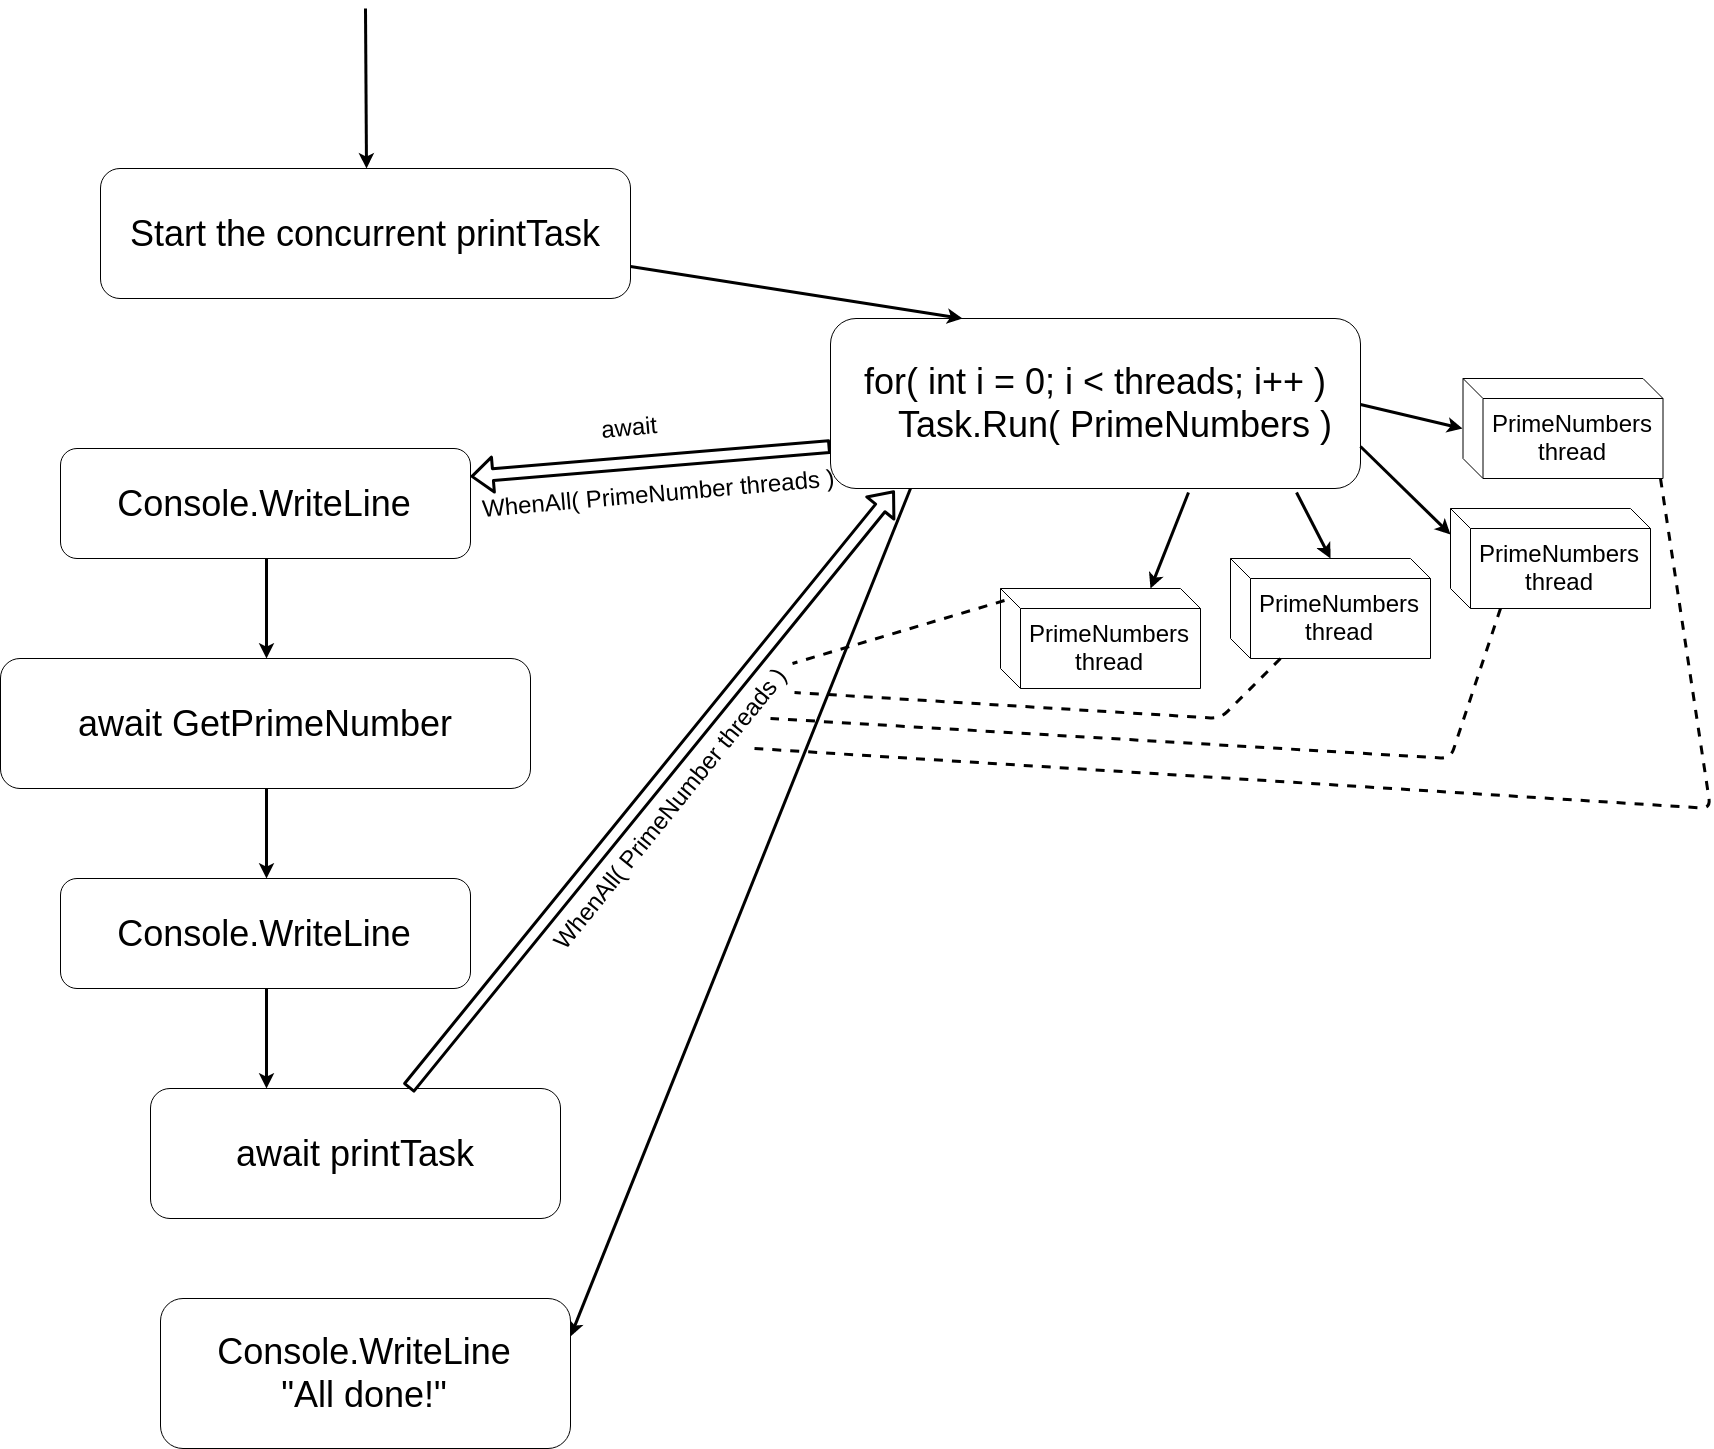 Start the concurrent printTask
for( int i = 0; i < threads; i++ )
Task.Run( PrimeNumbers )
await
WhenAll( PrimeNumber threads )
PrimeNumbers
thread
Console.WriteLine
PrimeNumbers
thread
PrimeNumbers
thread
PrimeNumbers
thread
await GetPrimeNumber
WhenAll( PrimeNumber threads )
Console.WriteLine
await printTask
Console.WriteLine
"All done!"